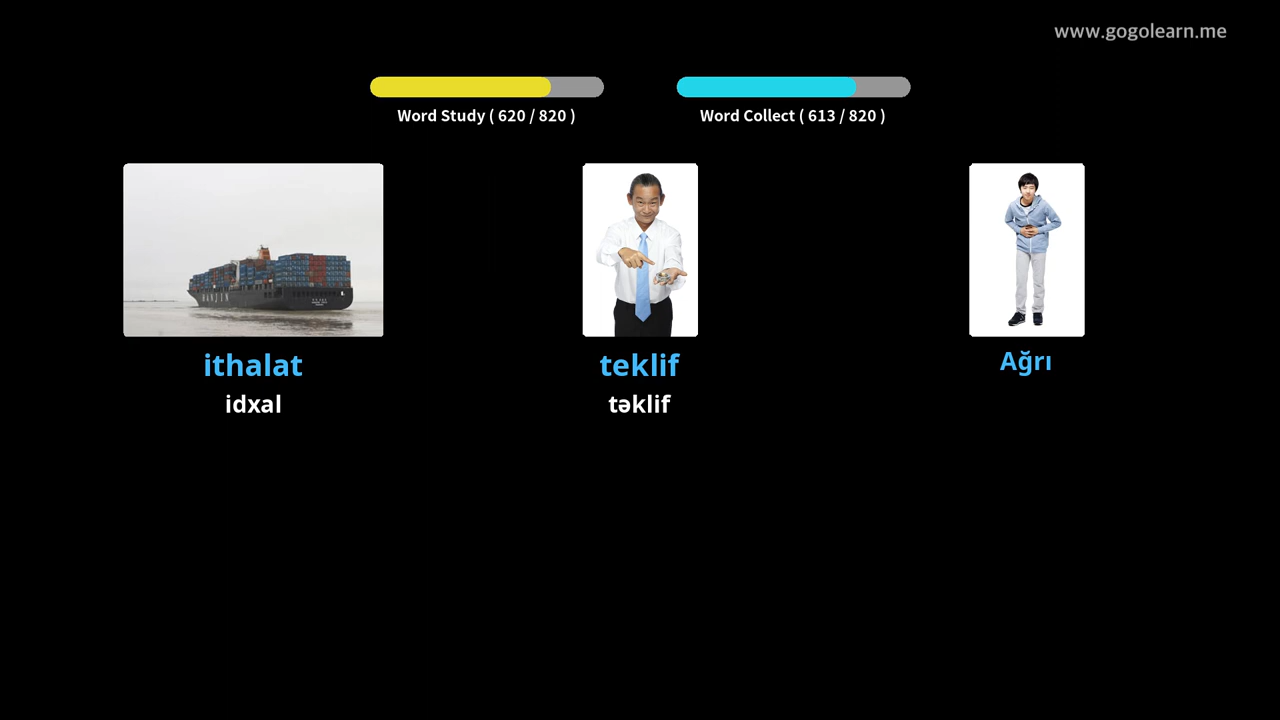 www.gogolearn.me
Word Study ( 620 / 820 )
Word Collect ( 613 / 820 )
ithalat
teklif
Ağrı
idxal
təklif